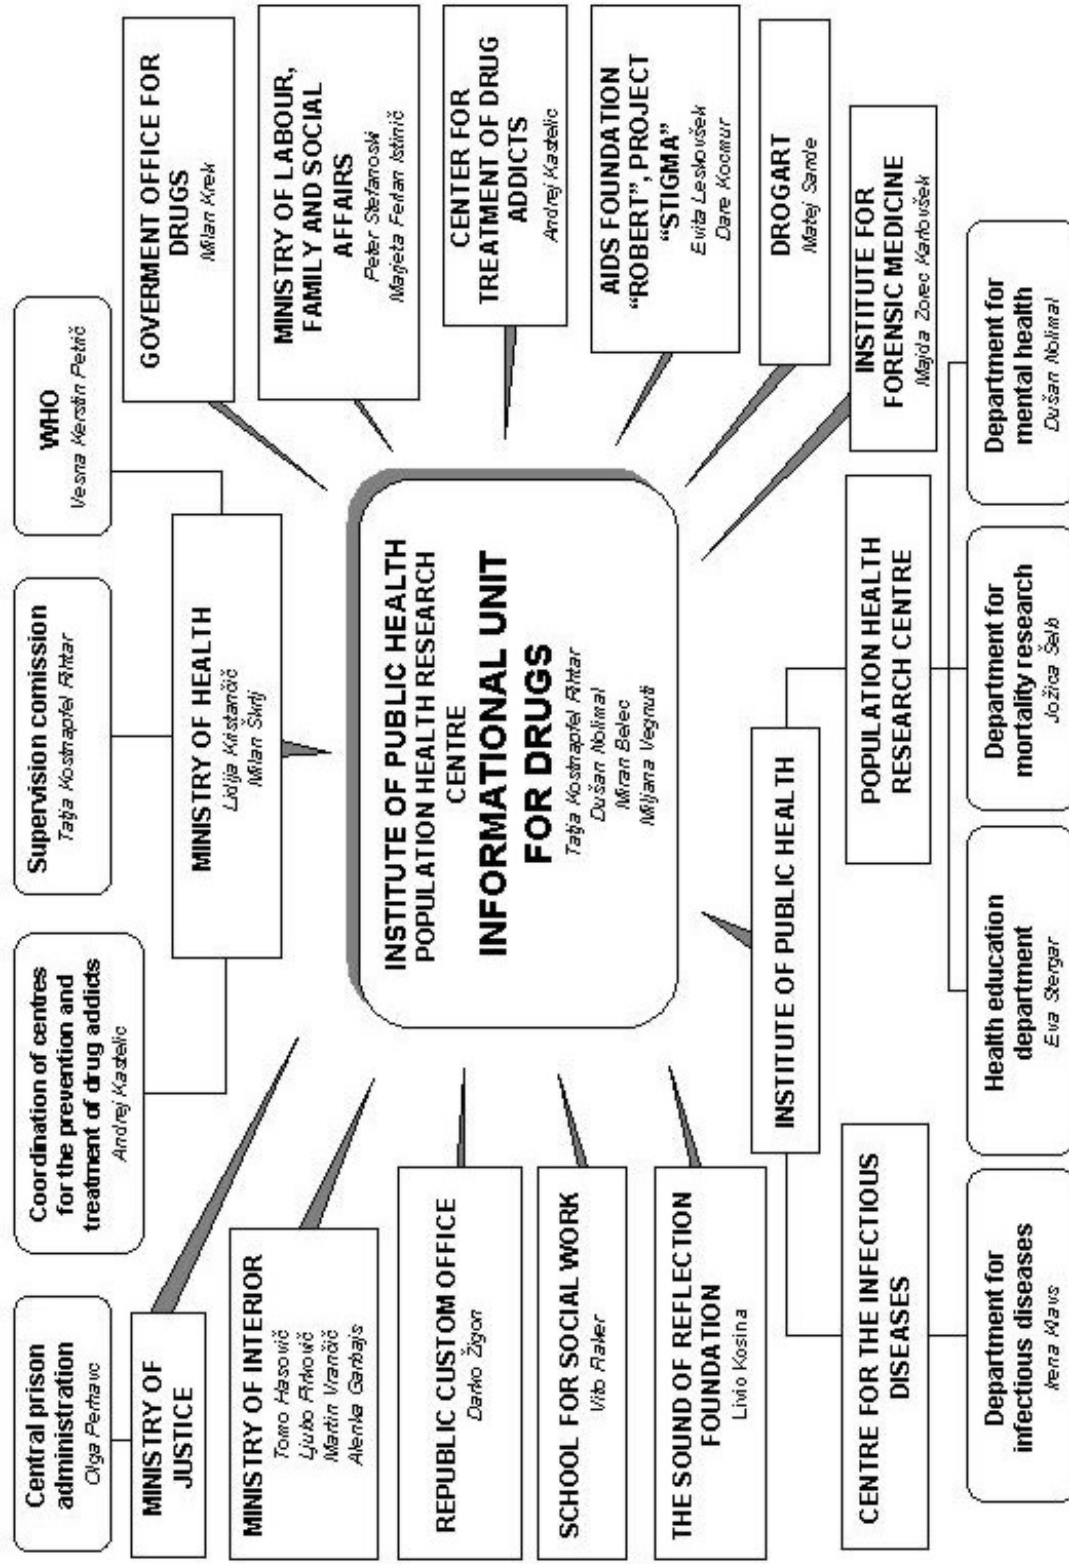 Central prison
administration
Olga Perhavc
Coordination of centres
for the prevention and
treatment of drug addicts
Andrej Kastelic
Supervision comission
Tatja Kostnapfel Rihtar
WHO
Vesna Kerstin Petrič
MINISTRY OF
JUSTICE
MINISTRY OF HEALTH
Lidija Kristančič
Milan Škrlj
GOVERMENT OFFICE FOR
DRUGS
Milan Krek
MINISTRY OF INTERIOR
Tomo Hasovič
Ljubo Pirkovič
Martin Vrančič
Alenka Garbajs
MINISTRY OF LABOUR,
FAMILY AND SOCIAL
AFFAIRS
Peter Stefanoski
Marjeta Ferlan Istinič
REPUBLIC CUSTOM OFFICE
Darko Žigon
INSTITUTE OF PUBLIC HEALTH
POPULATION HEALTH RESEARCH
CENTRE
INFORMATIONAL UNIT
FOR DRUGS
Tatja Kostnapfel Rihtar
Dušan Nolimal
Miran Belec
Miljana Vegnuti
CENTER FOR
TREATMENT OF DRUG
ADDICTS
Andrej Kastelic
SCHOOL FOR SOCIAL WORK
Vito Flaker
AIDS FOUNDATION
“ROBERT”, PROJECT
“STIGMA”
Evita Leskovšek
Dare Kocmur
THE SOUND OF REFLECTION
FOUNDATION
Livio Kosina
DROGART
Matej Sande
INSTITUTE OF PUBLIC HEALTH
INSTITUTE FOR
FORENSIC MEDICINE
Majda Zorec Karlovšek
CENTRE FOR THE INFECTIOUS
DISEASES
POPULATION HEALTH
RESEARCH CENTRE
Department for
infectious diseases
Irena Klavs
Health education
department
Eva Stergar
Department for
mortality research
Jožica Šelb
Department for
mental health
Dušan Nolimal